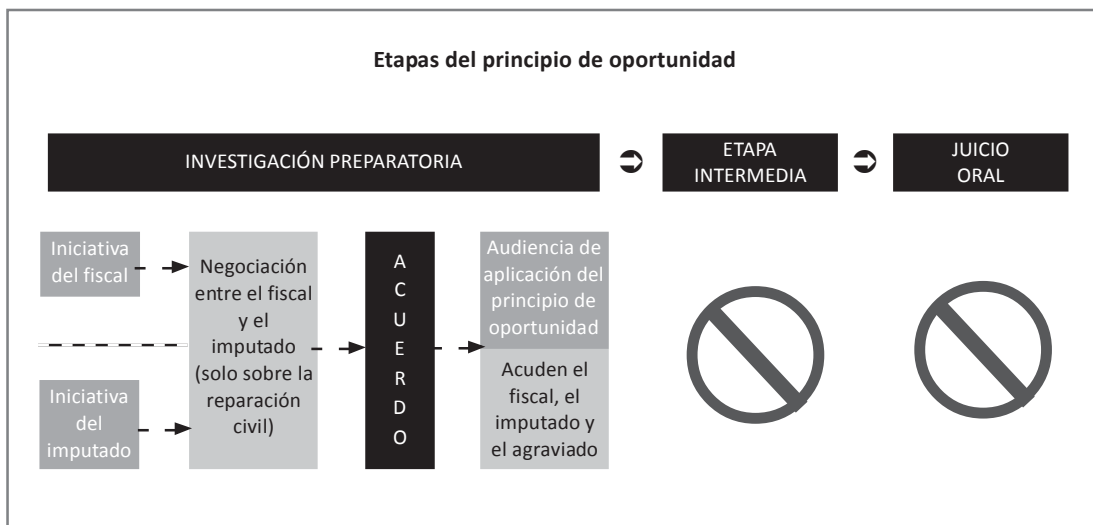 Etapas del principio de oportunidad
INVESTIGACIÓN PREPARATORIA
ETAPA
INTERMEDIA
JUICIO
ORAL
Iniciativa
del fiscal
Iniciativa
del
imputado
Negociación
entre el fiscal
y el
imputado
(solo sobre la
reparación
civil)
A
C
U
E
R
D
O
Audiencia de
aplicación del
principio de
oportunidad
Acuden el
fiscal, el
imputado y
el agraviado